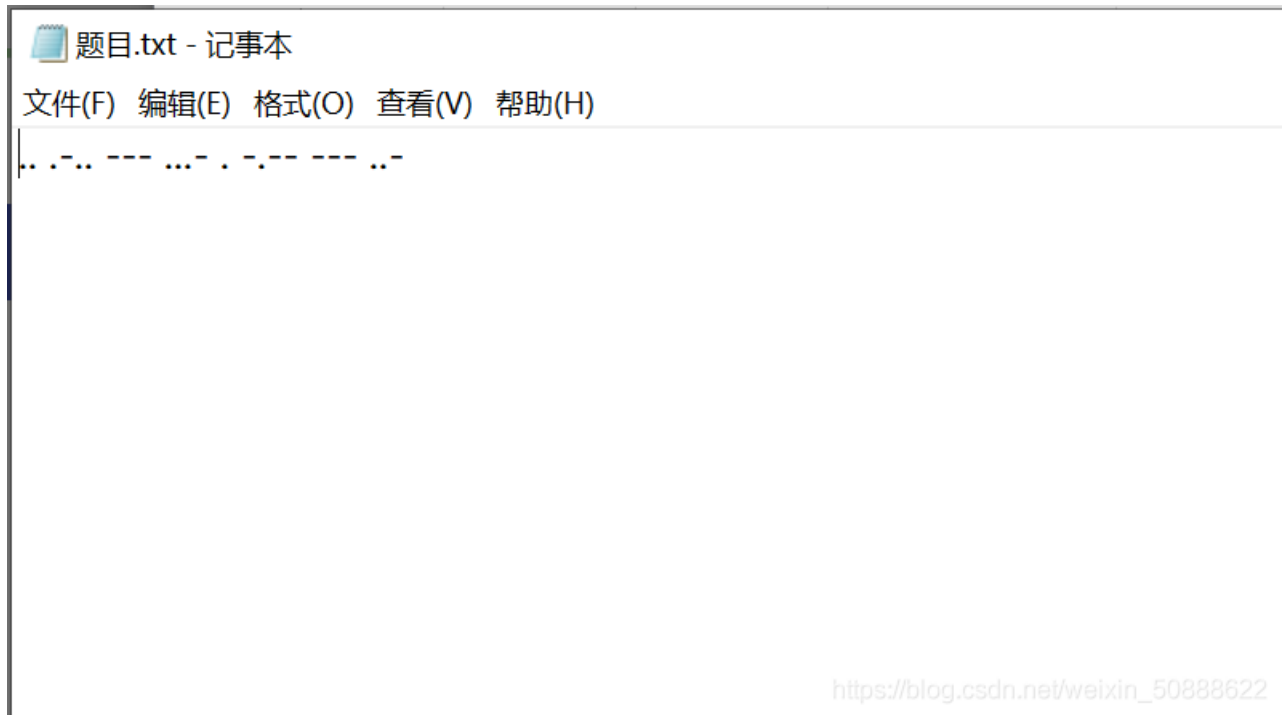 题目.txt - 记事本
文件(F) 编辑(E) 格式(O) 查看(V) 帮助(H)
.. .-.. --- ...- . -.-- --- ..-
https://blog.csdn.net/weixin_50888622